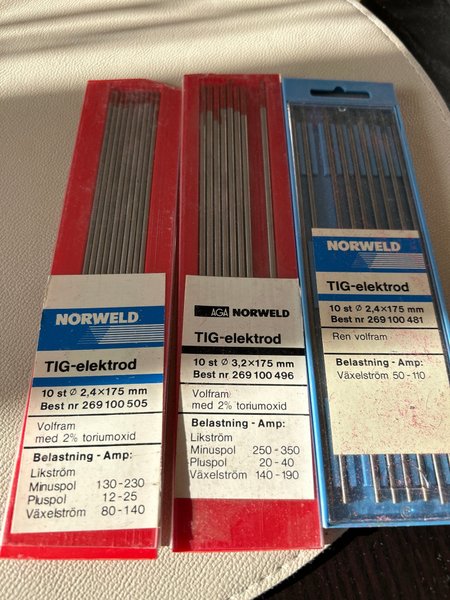 NORWELD
TIG-elektrod
10 st Ø 2,4×175 mm
Best nr 269 100 505
Volfram
med 2% toriumoxid
Belastning - Amp:
Likström
Minuspol 130-230
Pluspol 12-25
Växelström 80-140
AGA NORWELD
TIG-elektrod
10 st Ø 3,2×175 mm
Best nr 269 100 496
Volfram
med 2% toriumoxid
Belastning - Amp:
Likström
Minuspol 250-350
Pluspol 20-40
Växelström 140-190
NORWELD
TIG-elektrod
10 st Ø 2,4×175 mm
Best nr 269 100 481
Ren volfram
Belastning - Amp:
Växelström 50-110